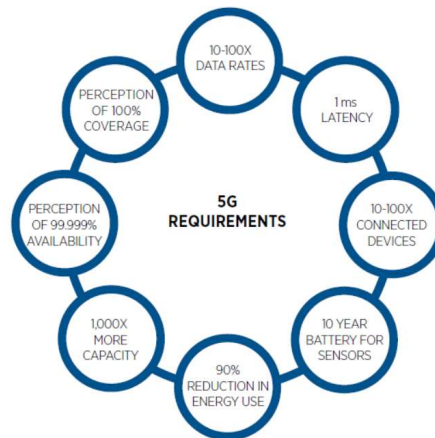 10-100X
DATA RATES
1 ms
LATENCY
10-100X
CONNECTED
DEVICES
10 YEAR
BATTERY FOR
SENSORS
90%
REDUCTION IN
ENERGY USE
1,000X
MORE
CAPACITY
PERCEPTION
OF 99.999%
AVAILABILITY
PERCEPTION
OF 100%
COVERAGE
5G
REQUIREMENTS